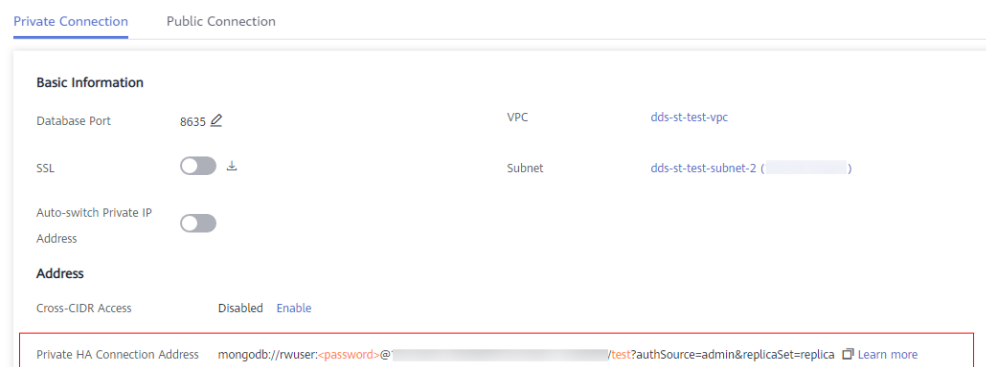 Private Connection Public Connection
Basic Information
Database Port 8635 VPC dds-st-test-vpc
SSL Subnet dds-st-test-subnet-2 ( )
Auto-switch Private IP
Address
Address
Cross-CIDR Access Disabled Enable
Private HA Connection Address mongodb://rwuser:<password>@ /test?authSource=admin&replicaSet=replica Learn more